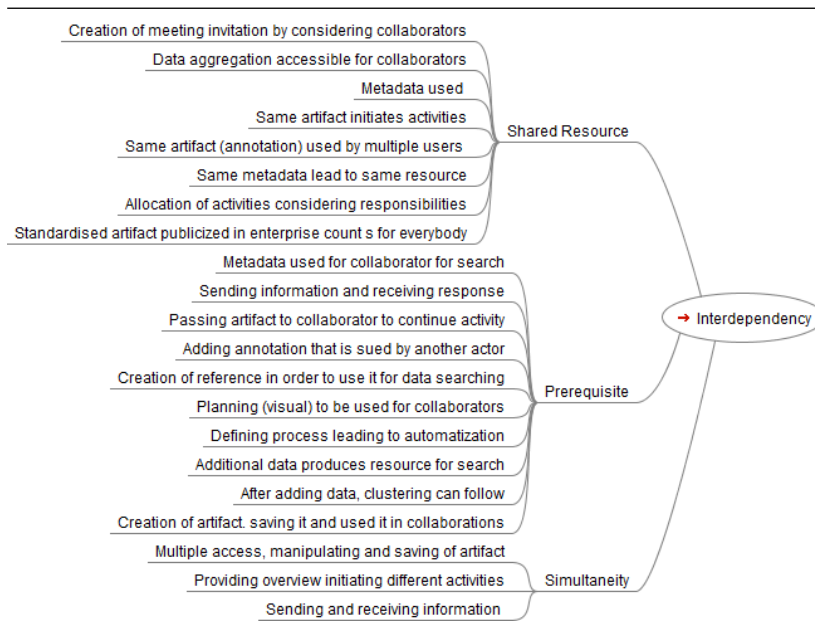 Creation of meeting invitation by considering collaborators
Data aggregation accessible for collaborators
Metadata used
Same artifact initiates activities
Same artifact (annotation) used by multiple users
Same metadata lead to same resource
Allocation of activities considering responsibilities
Standardised artifact publicized in enterprise count s for everybody
Shared Resource
Metadata used for collaborator for search
Sending information and receiving response
Passing artifact to collaborator to continue activity
Adding annotation that is sued by another actor
Creation of reference in order to use it for data searching
Planning (visual) to be used for collaborators
Defining process leading to automatization
Additional data produces resource for search
After adding data, clustering can follow
Creation of artifact. saving it and used it in collaborations
Prerequisite
Multiple access, manipulating and saving of artifact
Providing overview initiating different activities
Sending and receiving information
Simultaneity
➔ Interdependency